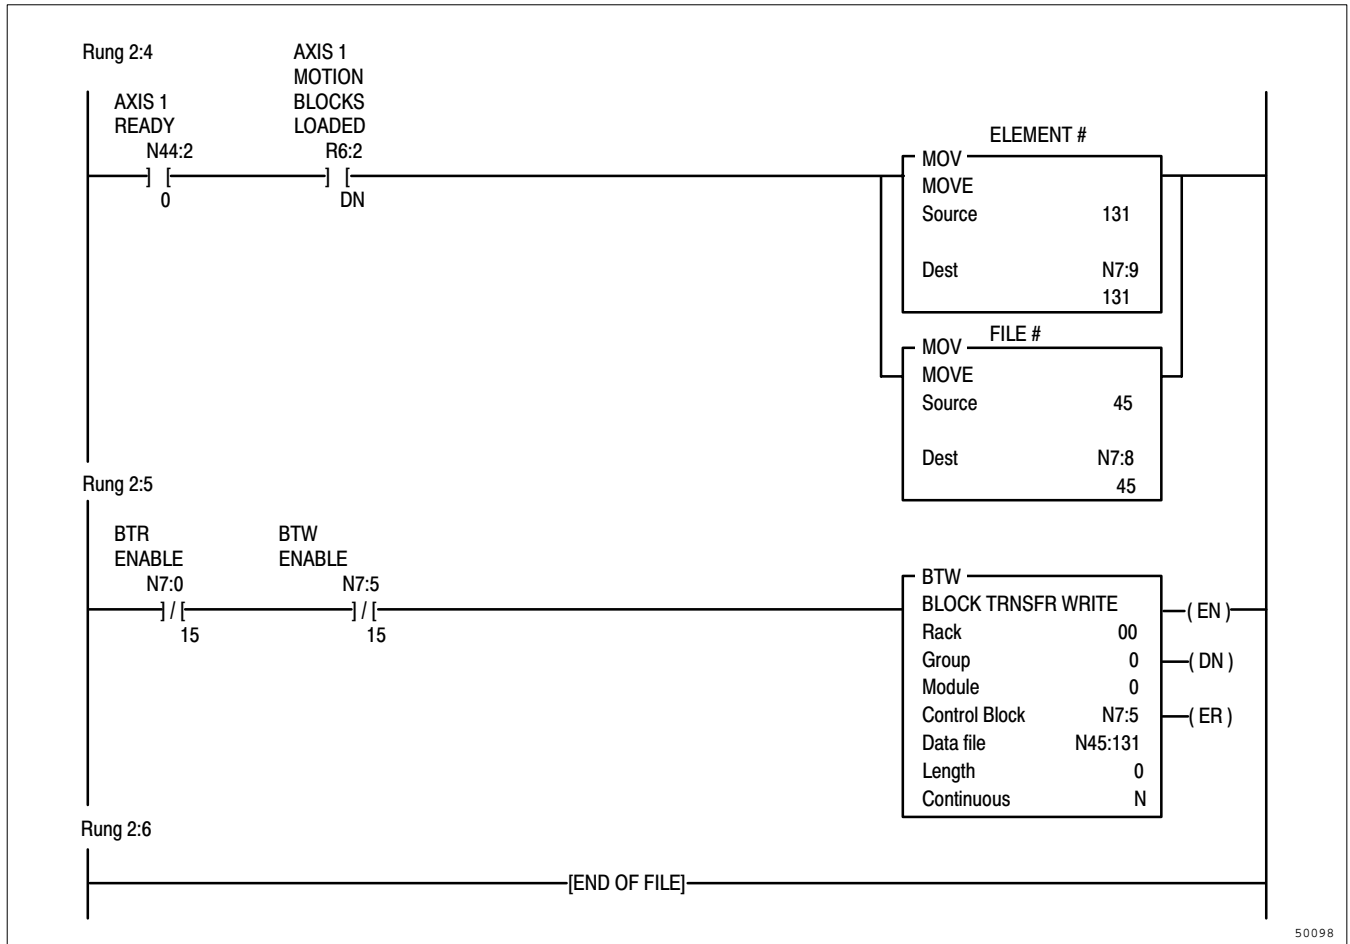 Rung 2:4
AXIS 1
READY
N44:2
] [
0
AXIS 1
MOTION
BLOCKS
LOADED
R6:2
] [
DN
ELEMENT #
MOV
MOVE
Source 131
Dest N7:9
131
FILE #
MOV
MOVE
Source 45
Dest N7:8
45
Rung 2:5
BTR
ENABLE
N7:0
] / [
15
BTW
ENABLE
N7:5
] / [
15
BTW
BLOCK TRNSFR WRITE
Rack 00
Group 0
Module 0
Control Block N7:5
Data file N45:131
Length 0
Continuous N
( EN )
( DN )
( ER )
Rung 2:6
[END OF FILE]
50098